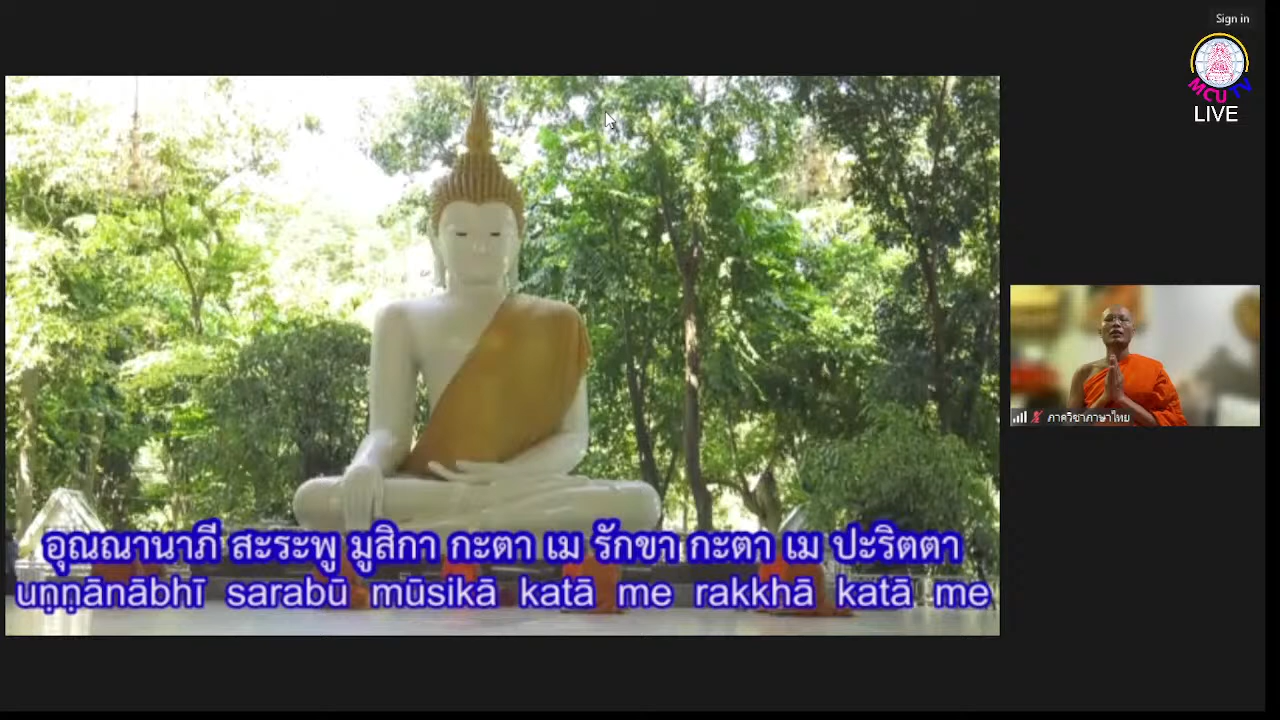 Sign in
MCU TV
LIVE
ภาควิชาภาษาไทย
อุณณานาภี สะระพู มูสิกา กะตา เม รักขา กะตา เม ปะริตตา
uṇṇānābhī sarabū mūsikā katā me rakkhā katā me